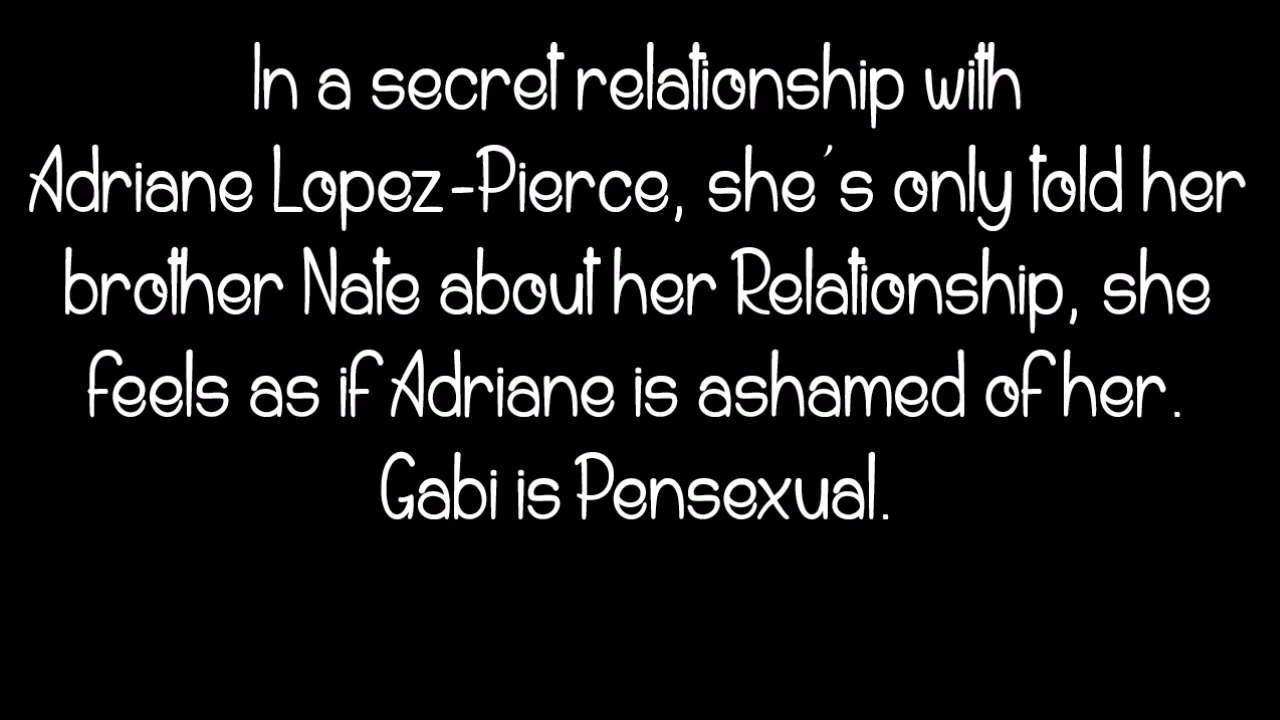 In a secret relationship with
Adriane Lopez-Pierce, she's only told her
brother Nate about her Relationship, she
feels as if Adriane is ashamed of her.
Gabi is Pensexual.